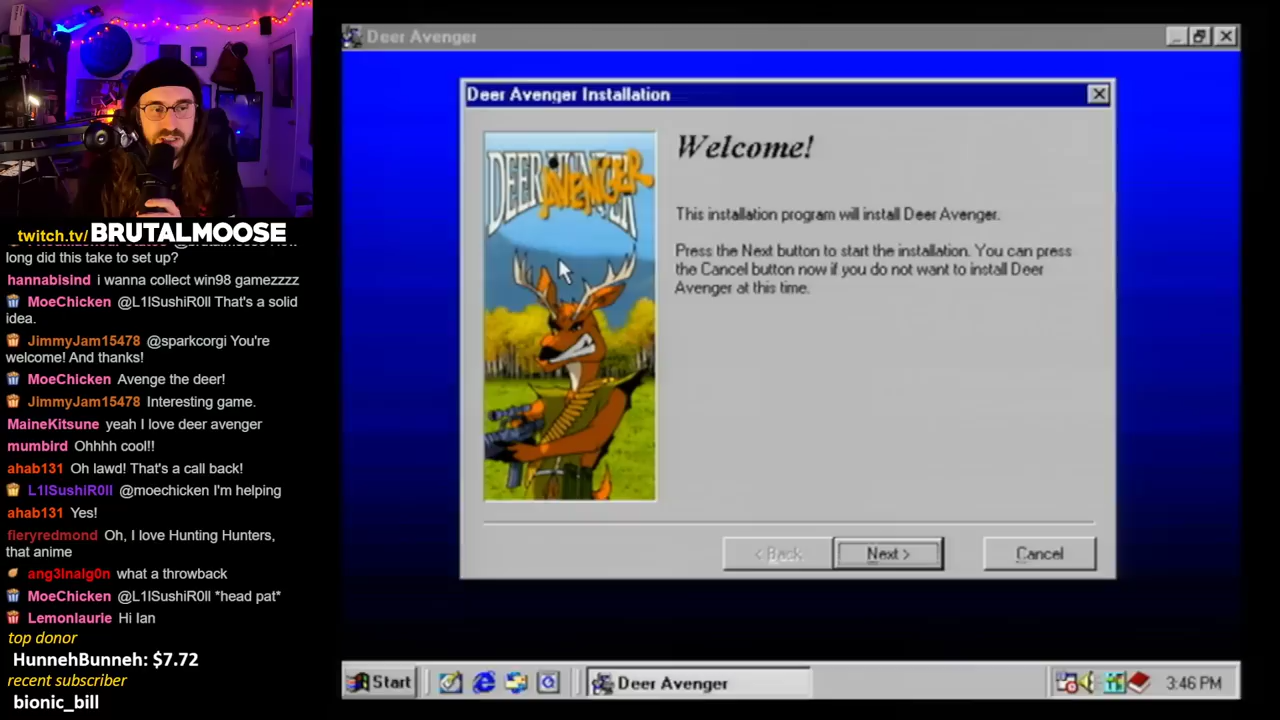 twitch.tv/BRUTALMOOSE
long did this take to set up?
hannabisind i wanna collect win98 gamezzzz
MoeChicken @L1lSushiR0ll That's a solid
idea.
JimmyJam15478 @sparkcorgi You're
welcome! And thanks!
MoeChicken Avenge the deer!
JimmyJam15478 Interesting game.
MaineKitsune yeah I love deer avenger
mumbird Ohhhh cool!!
ahab131 Oh lawd! That's a call back!
L1lSushiR0ll @moechicken I'm helping
ahab131 Yes!
fieryredmond Oh, I love Hunting Hunters,
that anime
ang3lnalg0n what a throwback
MoeChicken @L1lSushiR0ll *head pat*
Lemonlaurie Hi Ian
top donor
HunnehBunneh: $7.72
recent subscriber
bionic_bill
Deer Avenger
Deer Avenger Installation
DEER HUNTER
AVENGER
Welcome!
This installation program will install Deer Avenger.
Press the Next button to start the installation. You can press
the Cancel button now if you do not want to install Deer
Avenger at this time.
< Back
Next >
Cancel
Start
Deer Avenger
3:46 PM